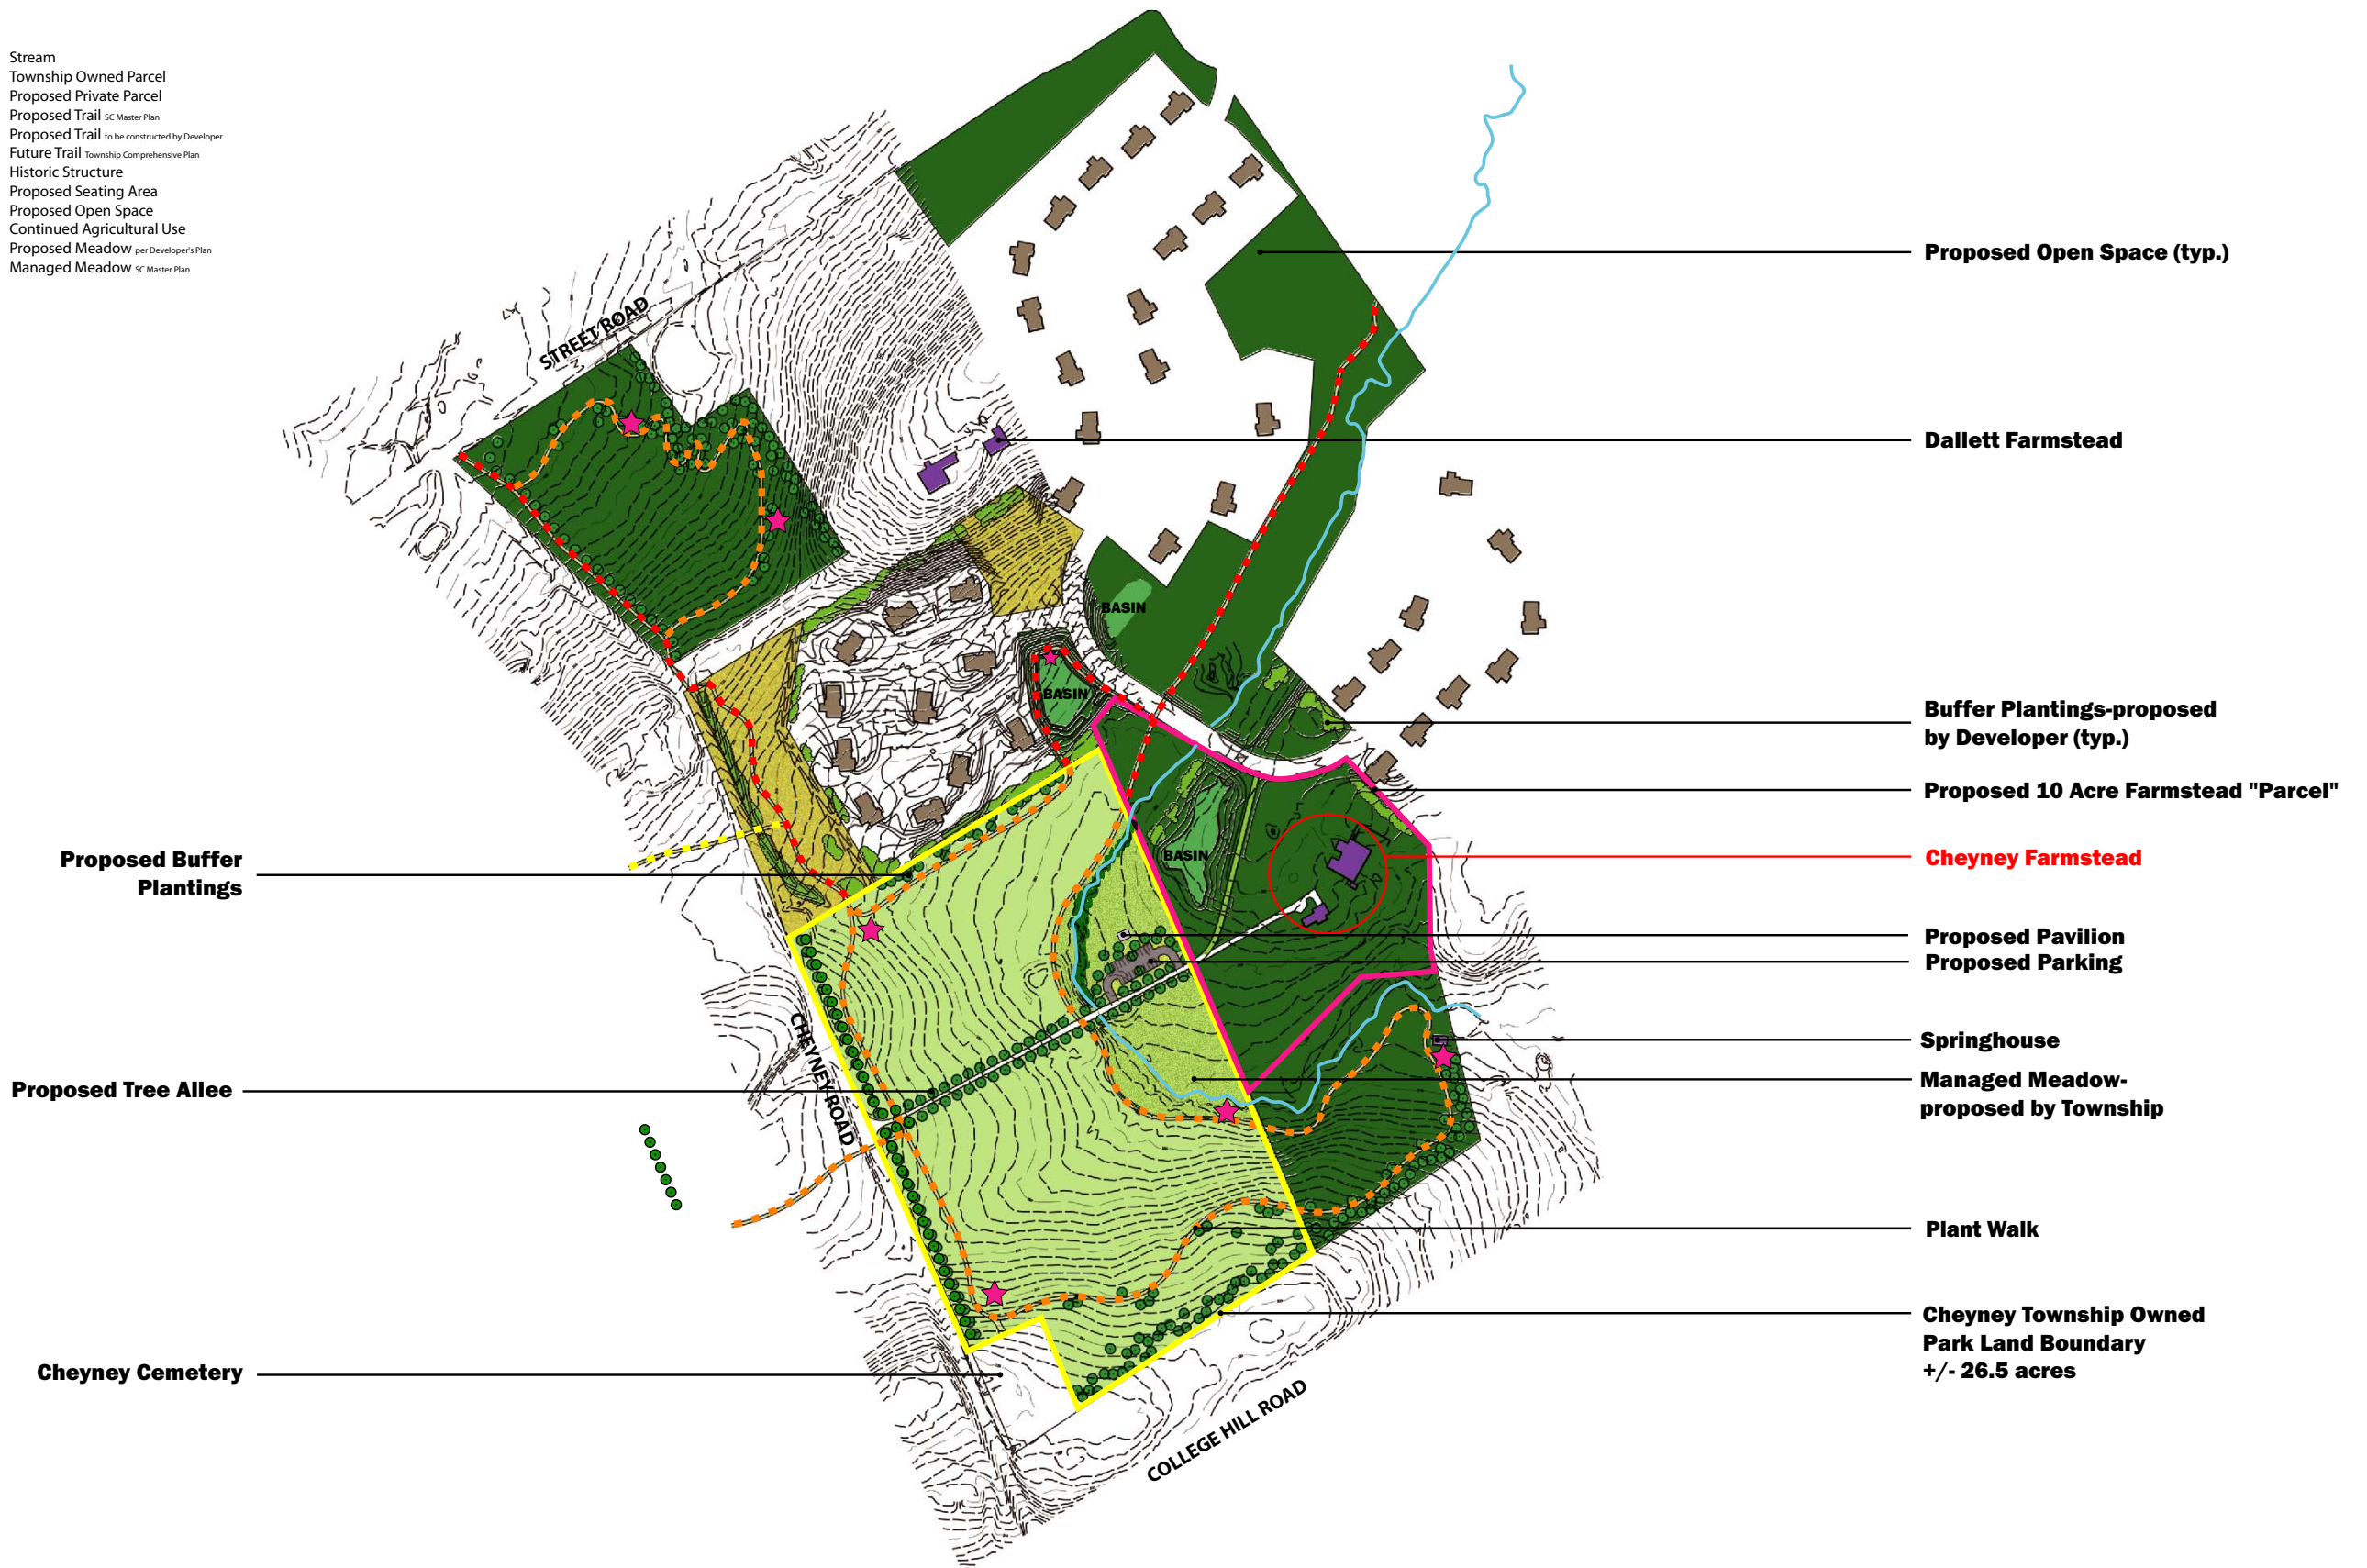 Stream
Township Owned Parcel
Proposed Private Parcel
Proposed Trail SC Master Plan
Proposed Trail to be constructed by Developer
Future Trail Township Comprehensive Plan
Historic Structure
Proposed Seating Area
Proposed Open Space
Continued Agricultural Use
Proposed Meadow per Developer's Plan
Managed Meadow SC Master Plan
STREET ROAD
Proposed Open Space (typ.)
Dallett Farmstead
BASIN
BASIN
Buffer Plantings-proposed
by Developer (typ.)
Proposed 10 Acre Farmstead "Parcel"
BASIN
Cheyney Farmstead
Proposed Buffer
Plantings
Proposed Pavilion
Proposed Parking
CHEYNEY ROAD
Springhouse
Proposed Tree Allee
Managed Meadow-
proposed by Township
Plant Walk
Cheyney Township Owned
Park Land Boundary
+/- 26.5 acres
Cheyney Cemetery
COLLEGE HILL ROAD